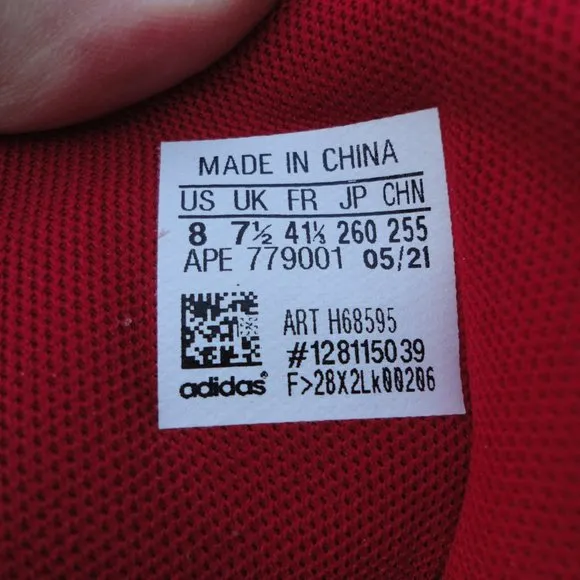 MADE IN CHINA
US UK FR JP CHN
8 7½ 41⅓ 260 255
APE 779001 05/21
ART H68595
#128115039
adidas® F>28X2Lk00206